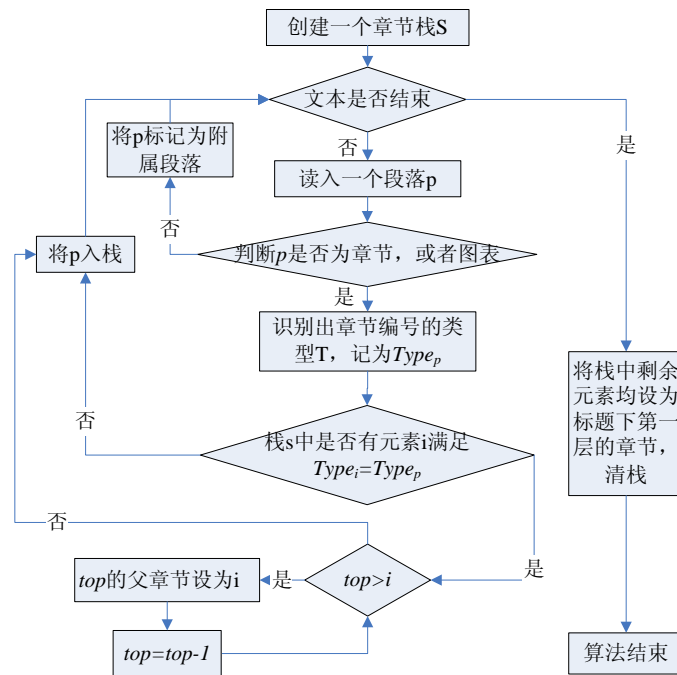 创建一个章节栈S
文本是否结束
将p标记为附
属段落
否
是
读入一个段落p
否
将p入栈
判断p是否为章节，或者图表
是
识别出章节编号的类
型T，记为Typeₚ
将栈中剩余
元素均设为
标题下第一
层的章节，
清栈
否
栈s中是否有元素i满足
Typeᵢ=Typeₚ
否
是
top的父章节设为i
是
top>i
top=top-1
算法结束